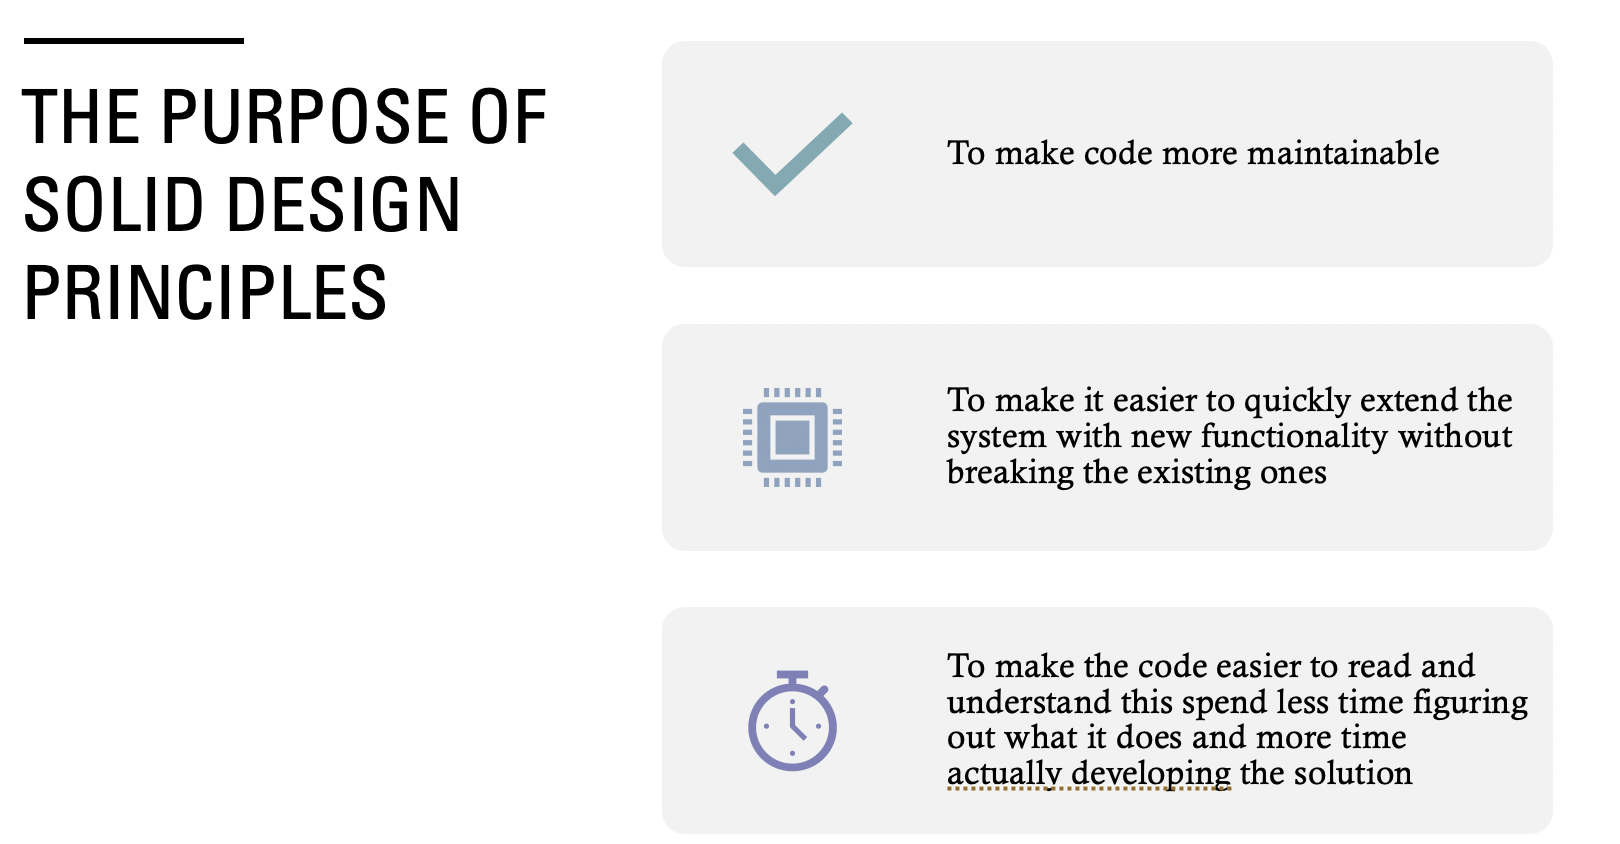 THE PURPOSE OF
SOLID DESIGN
PRINCIPLES
To make code more maintainable
To make it easier to quickly extend the
system with new functionality without
breaking the existing ones
To make the code easier to read and
understand this spend less time figuring
out what it does and more time
actually developing the solution